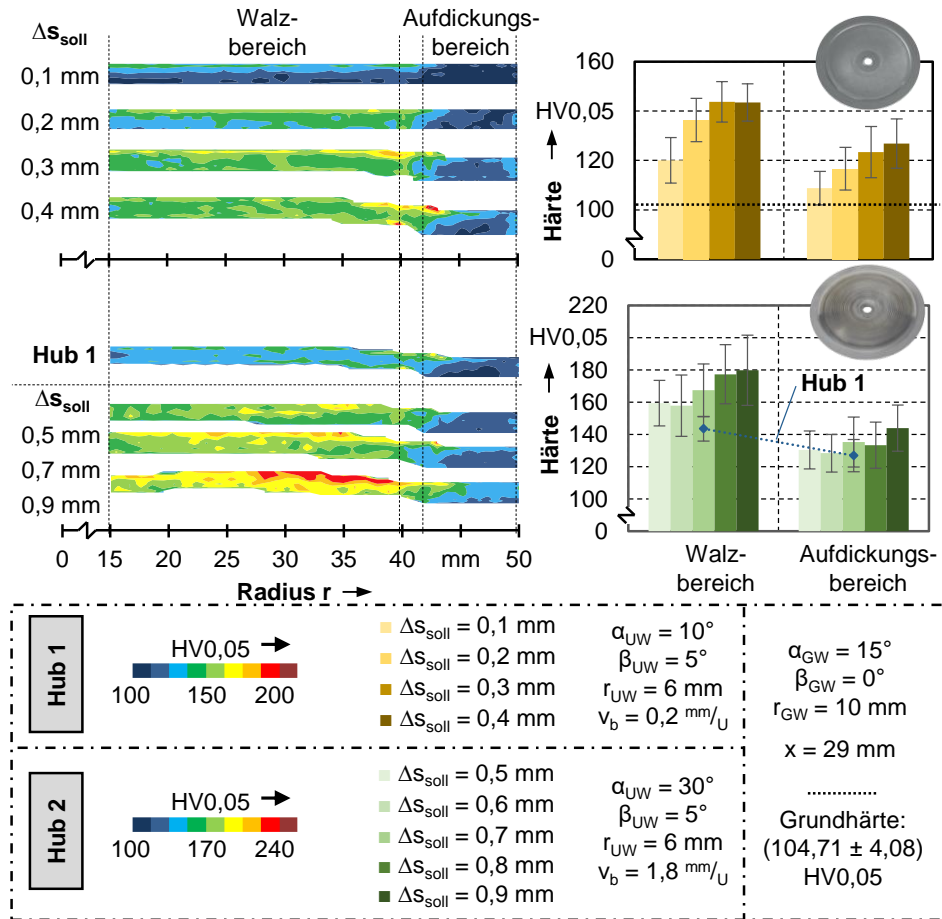 Walz-
bereich
Aufdickungs-
bereich
Δs_soll
0,1 mm
0,2 mm
0,3 mm
0,4 mm
0
160
HV0,05
120
100
0
Härte
Walz-
bereich
Aufdickungs-
bereich
Hub 1
Δs_soll
0,5 mm
0,7 mm
0,9 mm
0
15
20
25
30
35
40
mm
50
Radius r
220
HV0,05
180
160
140
120
100
0
Härte
Hub 1
Hub 1
HV0,05
100
150
200
Δs_soll = 0,1 mm
Δs_soll = 0,2 mm
Δs_soll = 0,3 mm
Δs_soll = 0,4 mm
α_UW = 10°
β_UW = 5°
r_UW = 6 mm
v_b = 0,2 mm/U
Hub 2
HV0,05
100
170
240
Δs_soll = 0,5 mm
Δs_soll = 0,6 mm
Δs_soll = 0,7 mm
Δs_soll = 0,8 mm
Δs_soll = 0,9 mm
α_UW = 30°
β_UW = 5°
r_UW = 6 mm
v_b = 1,8 mm/U
α_GW = 15°
β_GW = 0°
r_GW = 10 mm
x = 29 mm
Grundhärte:
(104,71 ± 4,08)
HV0,05